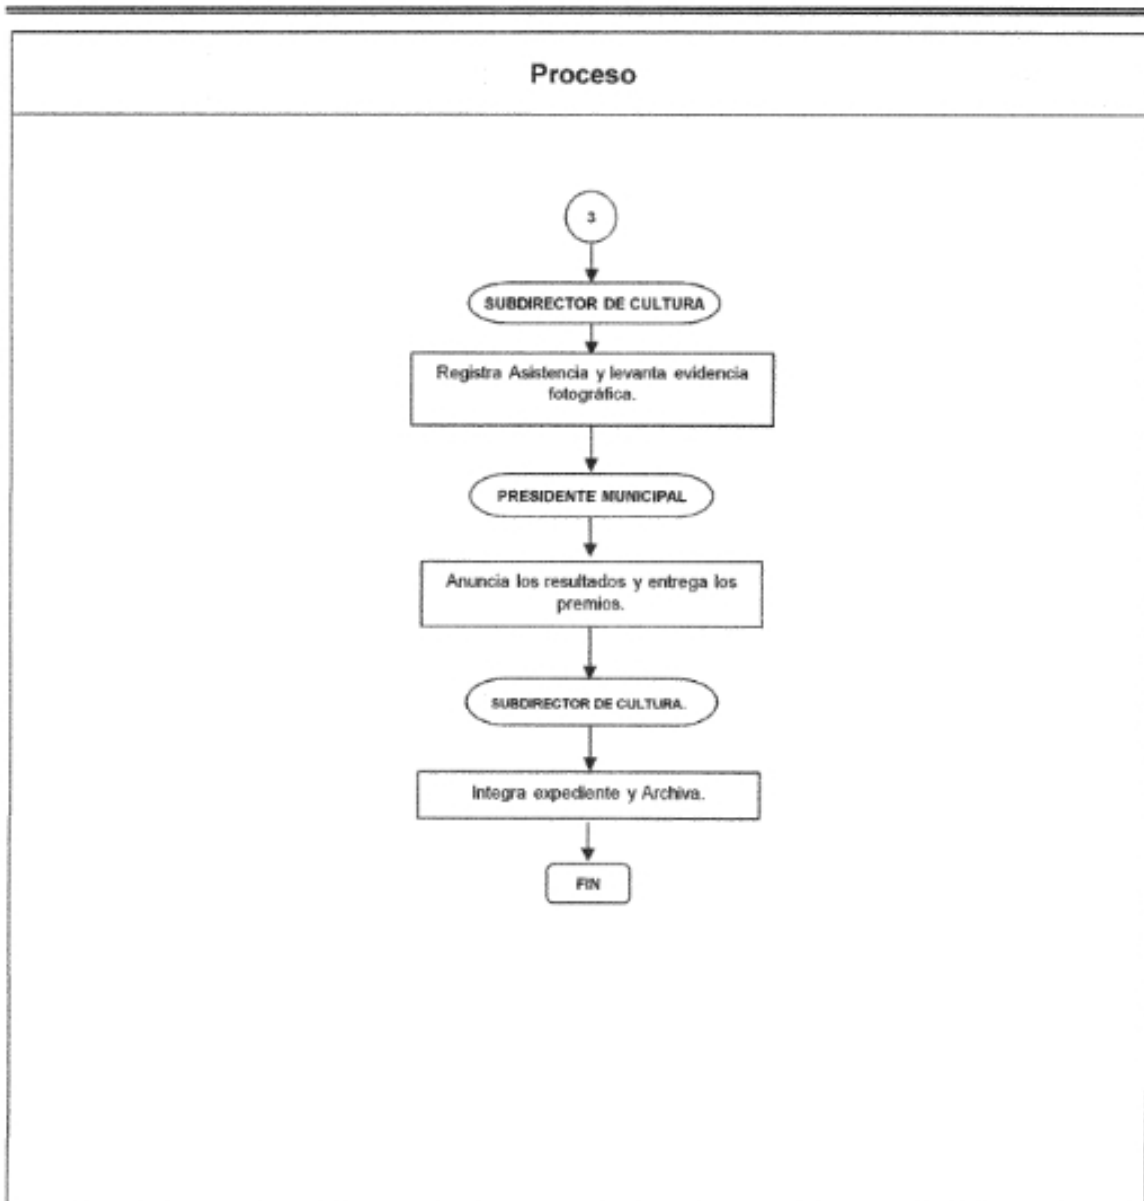 Proceso
3
SUBDIRECTOR DE CULTURA
Registra Asistencia y levanta evidencia
fotográfica.
PRESIDENTE MUNICIPAL
Anuncia los resultados y entrega los
premios.
SUBDIRECTOR DE CULTURA.
Integra expediente y Archiva.
FIN